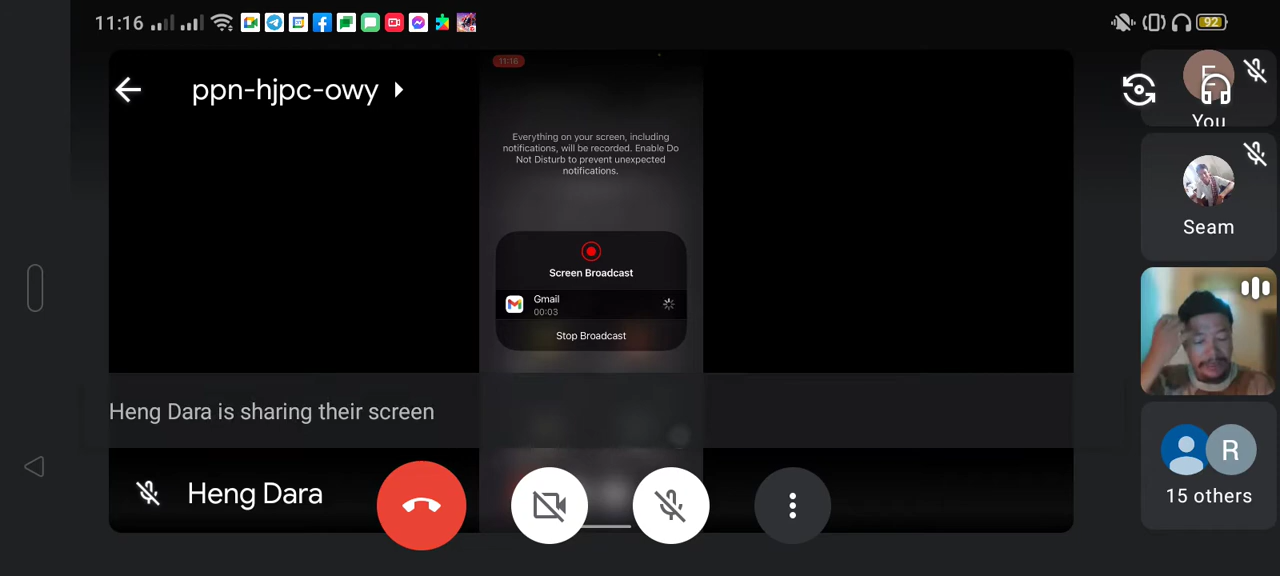 11:16
92
ppn-hjpc-owy
11:16
Everything on your screen, including
notifications, will be recorded. Enable Do
Not Disturb to prevent unexpected
notifications.
Screen Broadcast
Gmail
00:03
Stop Broadcast
Heng Dara is sharing their screen
Heng Dara
E
You
Seam
R
15 others